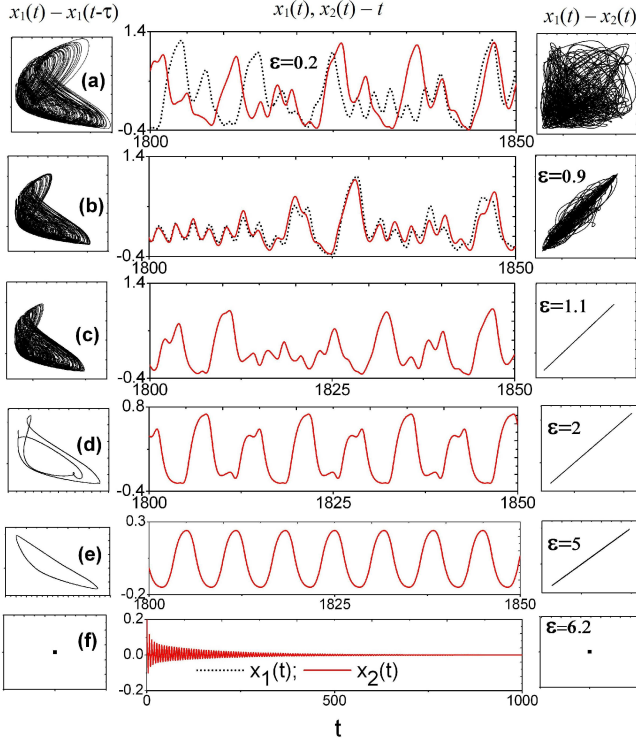 x₁(t) – x₁(t-τ) x₁(t), x₂(t) – t x₁(t) – x₂(t)
1.4
(a) ε=0.2
-0.4
1800 1850
1.4
(b) ε=0.9
-0.4
1800 1850
1.4
(c) ε=1.1
-0.4
1800 1825 1850
0.8
(d) ε=2
-0.4
1800 1825 1850
0.3
(e) ε=5
-0.2
1800 1825 1850
0.2
(f) ε=6.2
0.0
x₁(t); x₂(t)
-0.2
0 500 1000
t